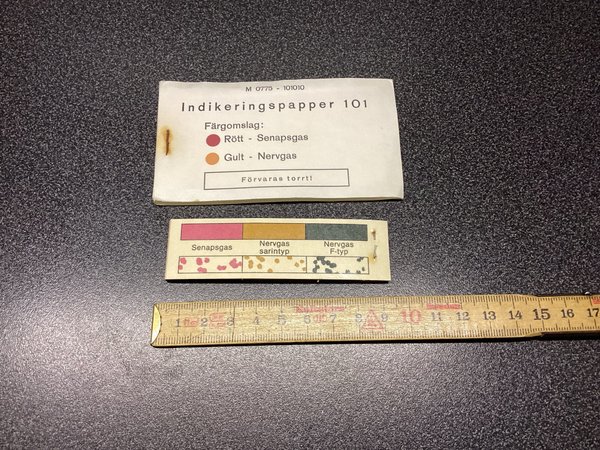 M 0775 - 101010
Indikeringspapper 101
Färgomslag:
Rött - Senapsgas
Gult - Nervgas
Förvaras torrt!
Senapsgas
Nervgas
sarintyp
Nervgas
F-typ
1 2 3 4 5 6 7 8 9 10 11 12 13 14 15 16 17